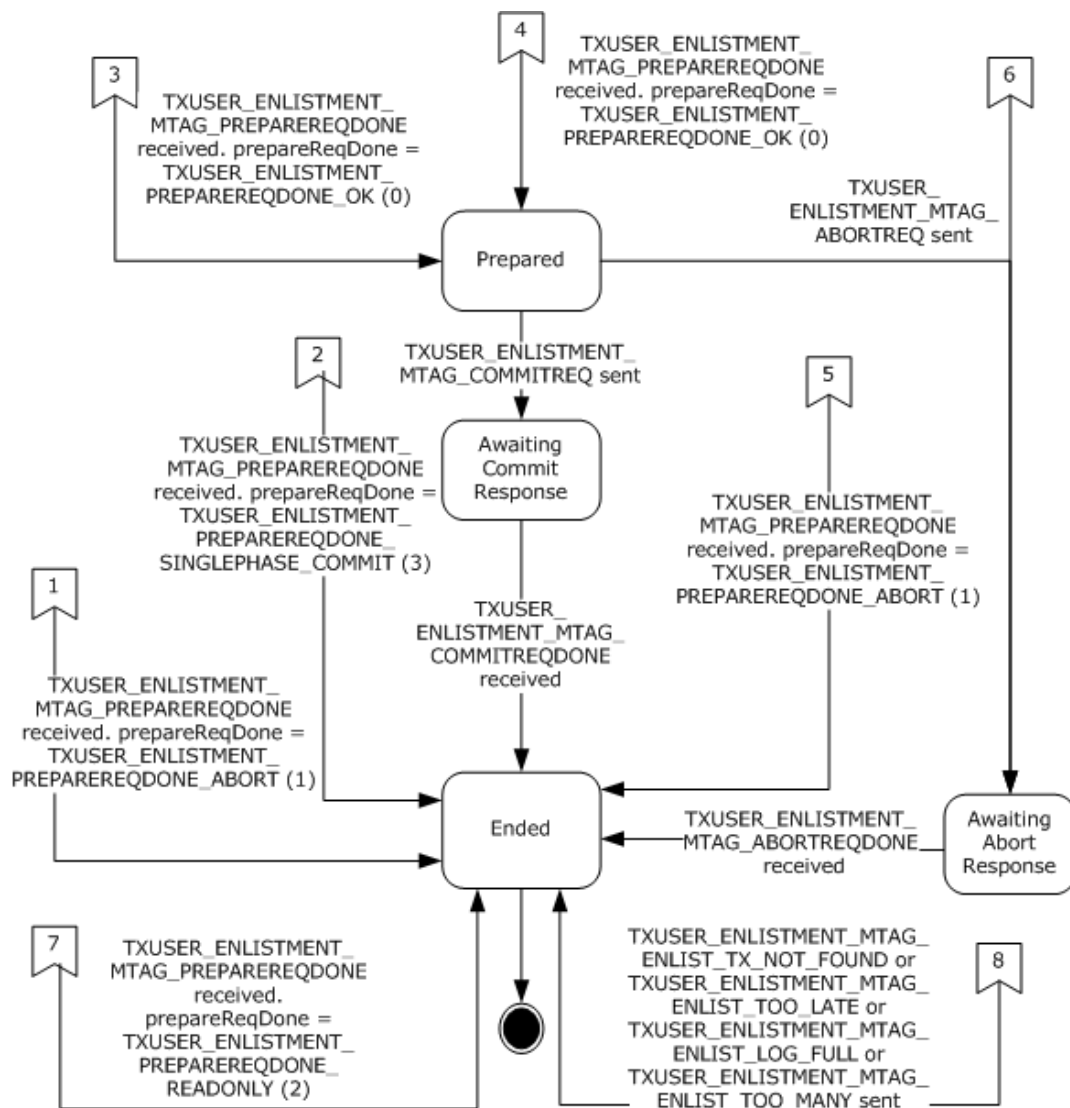 4
TXUSER_ENLISTMENT_
MTAG_PREPAREREQDONE
received. prepareReqDone =
TXUSER_ENLISTMENT_
PREPAREREQDONE_OK (0)
3
TXUSER_ENLISTMENT_
MTAG_PREPAREREQDONE
received. prepareReqDone =
TXUSER_ENLISTMENT_
PREPAREREQDONE_OK (0)
6
TXUSER_
ENLISTMENT_MTAG_
ABORTREQ sent
Prepared
TXUSER_ENLISTMENT_
MTAG_COMMITREQ sent
2
TXUSER_ENLISTMENT_
MTAG_PREPAREREQDONE
received. prepareReqDone =
TXUSER_ENLISTMENT_
PREPAREREQDONE_
SINGLEPHASE_COMMIT (3)
Awaiting
Commit
Response
5
TXUSER_ENLISTMENT_
MTAG_PREPAREREQDONE
received. prepareReqDone =
TXUSER_ENLISTMENT_
PREPAREREQDONE_ABORT (1)
1
TXUSER_ENLISTMENT_
MTAG_PREPAREREQDONE
received. prepareReqDone =
TXUSER_ENLISTMENT_
PREPAREREQDONE_ABORT (1)
TXUSER_
ENLISTMENT_MTAG_
COMMITREQDONE
received
Ended
TXUSER_ENLISTMENT_
MTAG_ABORTREQDONE
received
Awaiting
Abort
Response
7
TXUSER_ENLISTMENT_
MTAG_PREPAREREQDONE
received.
prepareReqDone =
TXUSER_ENLISTMENT_
PREPAREREQDONE_
READONLY (2)
TXUSER_ENLISTMENT_MTAG_
ENLIST_TX_NOT_FOUND or
TXUSER_ENLISTMENT_MTAG_
ENLIST_TOO_LATE or
TXUSER_ENLISTMENT_MTAG_
ENLIST_LOG_FULL or
TXUSER_ENLISTMENT_MTAG_
ENLIST_TOO_MANY sent
8